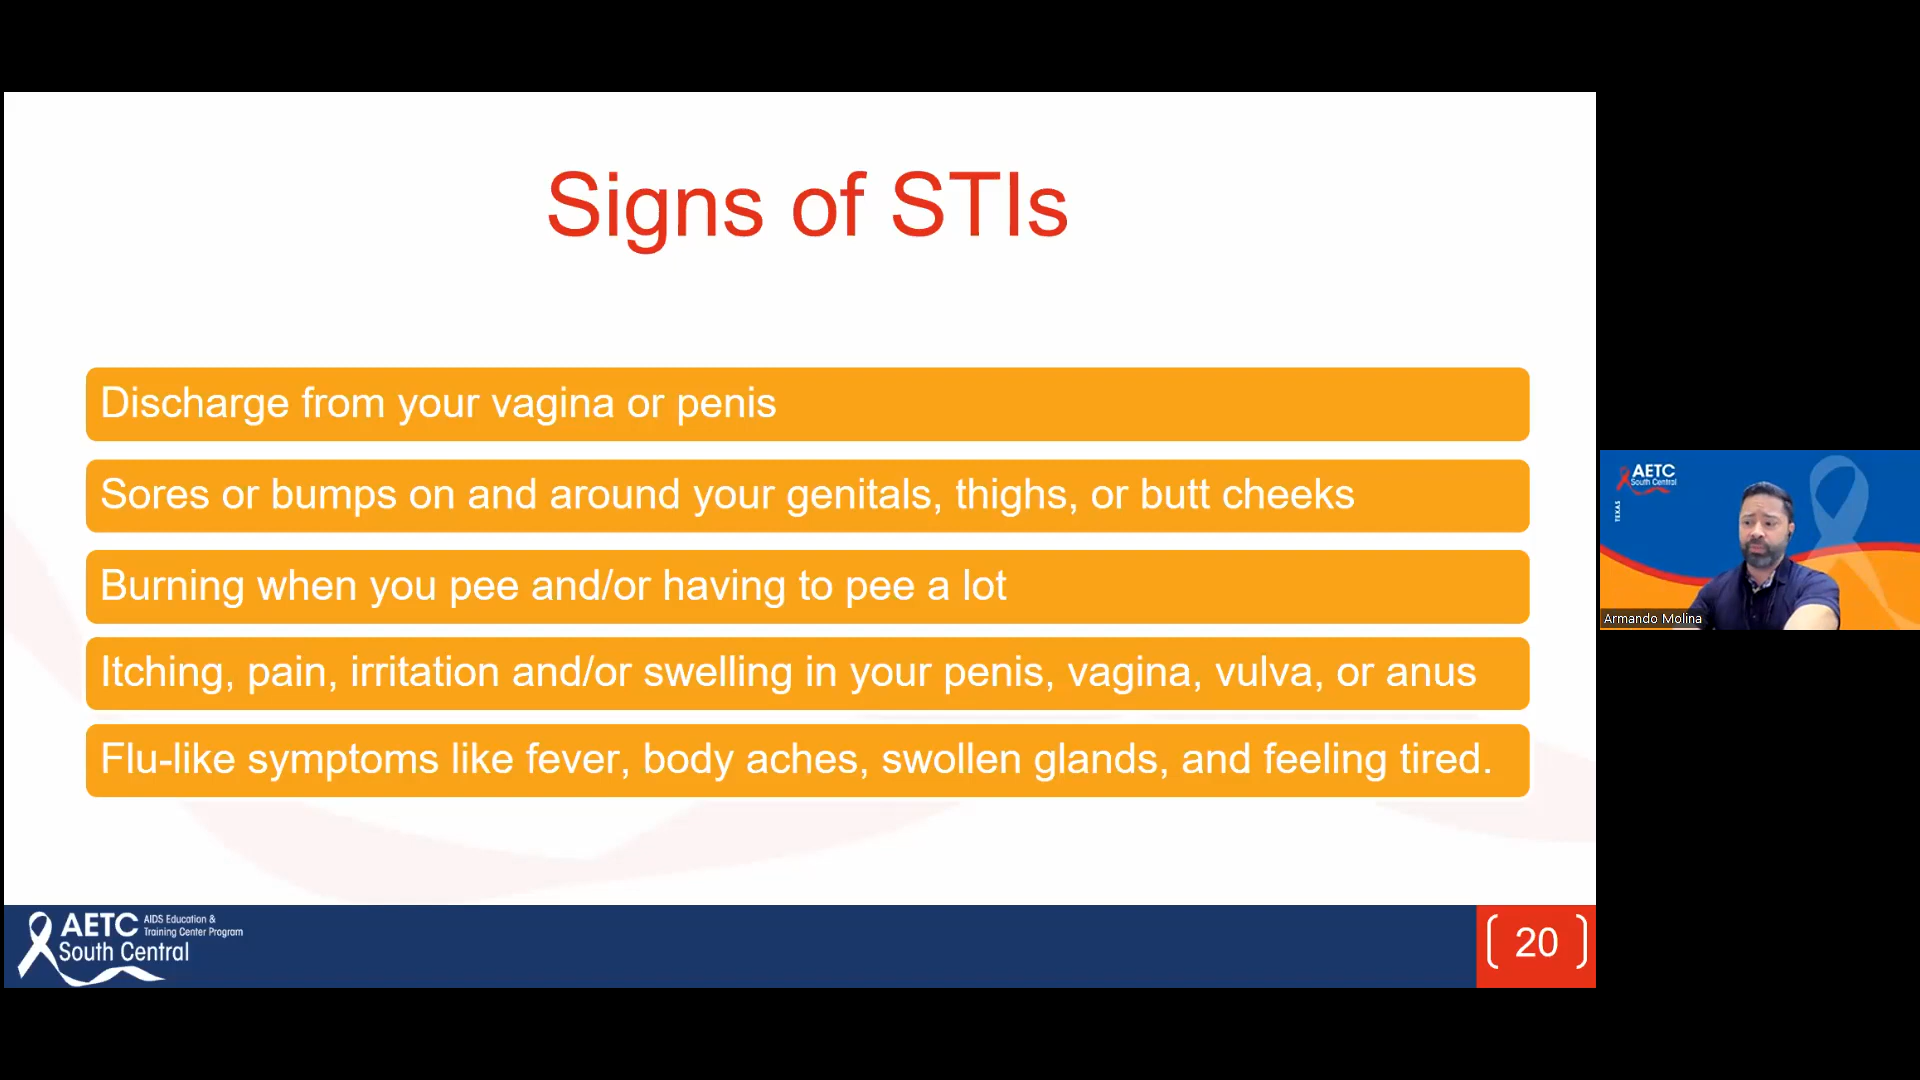 Signs of STIs
Discharge from your vagina or penis
Sores or bumps on and around your genitals, thighs, or butt cheeks
Burning when you pee and/or having to pee a lot
Itching, pain, irritation and/or swelling in your penis, vagina, vulva, or anus
Flu-like symptoms like fever, body aches, swollen glands, and feeling tired.
AETC
AIDS Education &
Training Center Program
South Central
20
AETC
South Central
TEXAS
Armando Molina